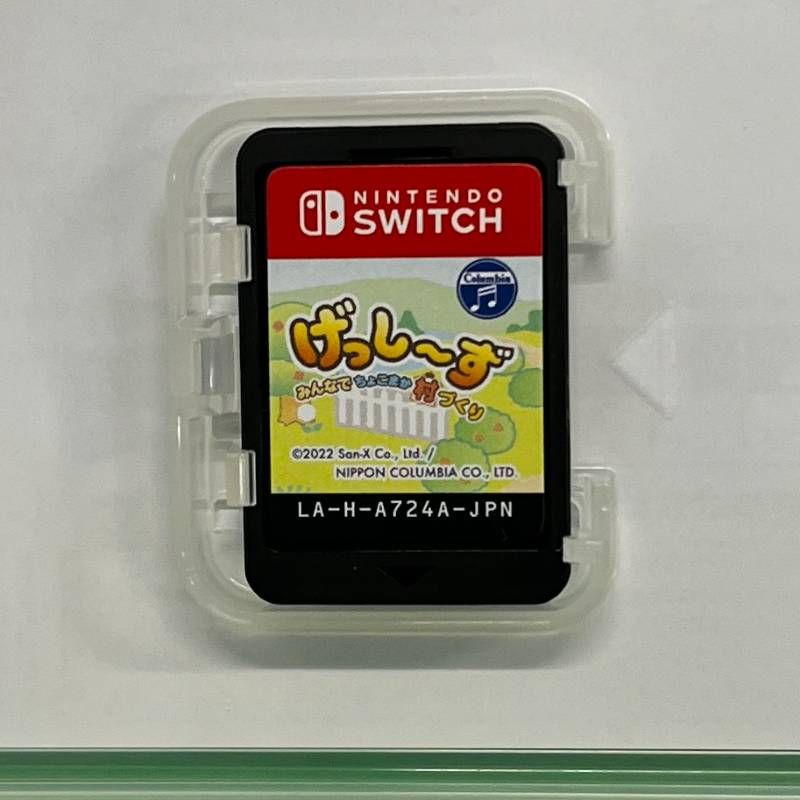 NINTENDO
SWITCH
Columbia
げっし〜ず
みんなで ちょこまか 村づくり
©2022 San-X Co., Ltd. /
NIPPON COLUMBIA CO., LTD.
LA-H-A724A-JPN